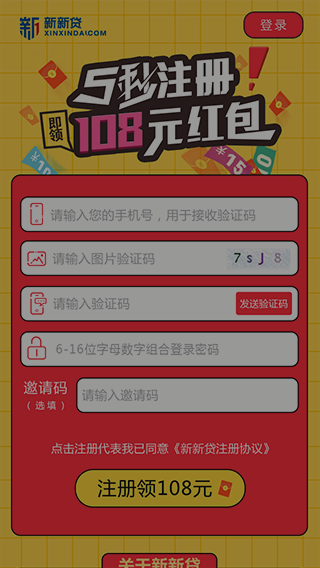 新新贷
XINXINDAI.COM
登录
5秒注册!
即领
108元红包
请输入您的手机号，用于接收验证码
请输入图片验证码
7sJ8
请输入验证码
发送验证码
6-16位字母数字组合登录密码
邀请码
（选填）
请输入邀请码
点击注册代表我已同意《新新贷注册协议》
注册领108元
关于新新贷